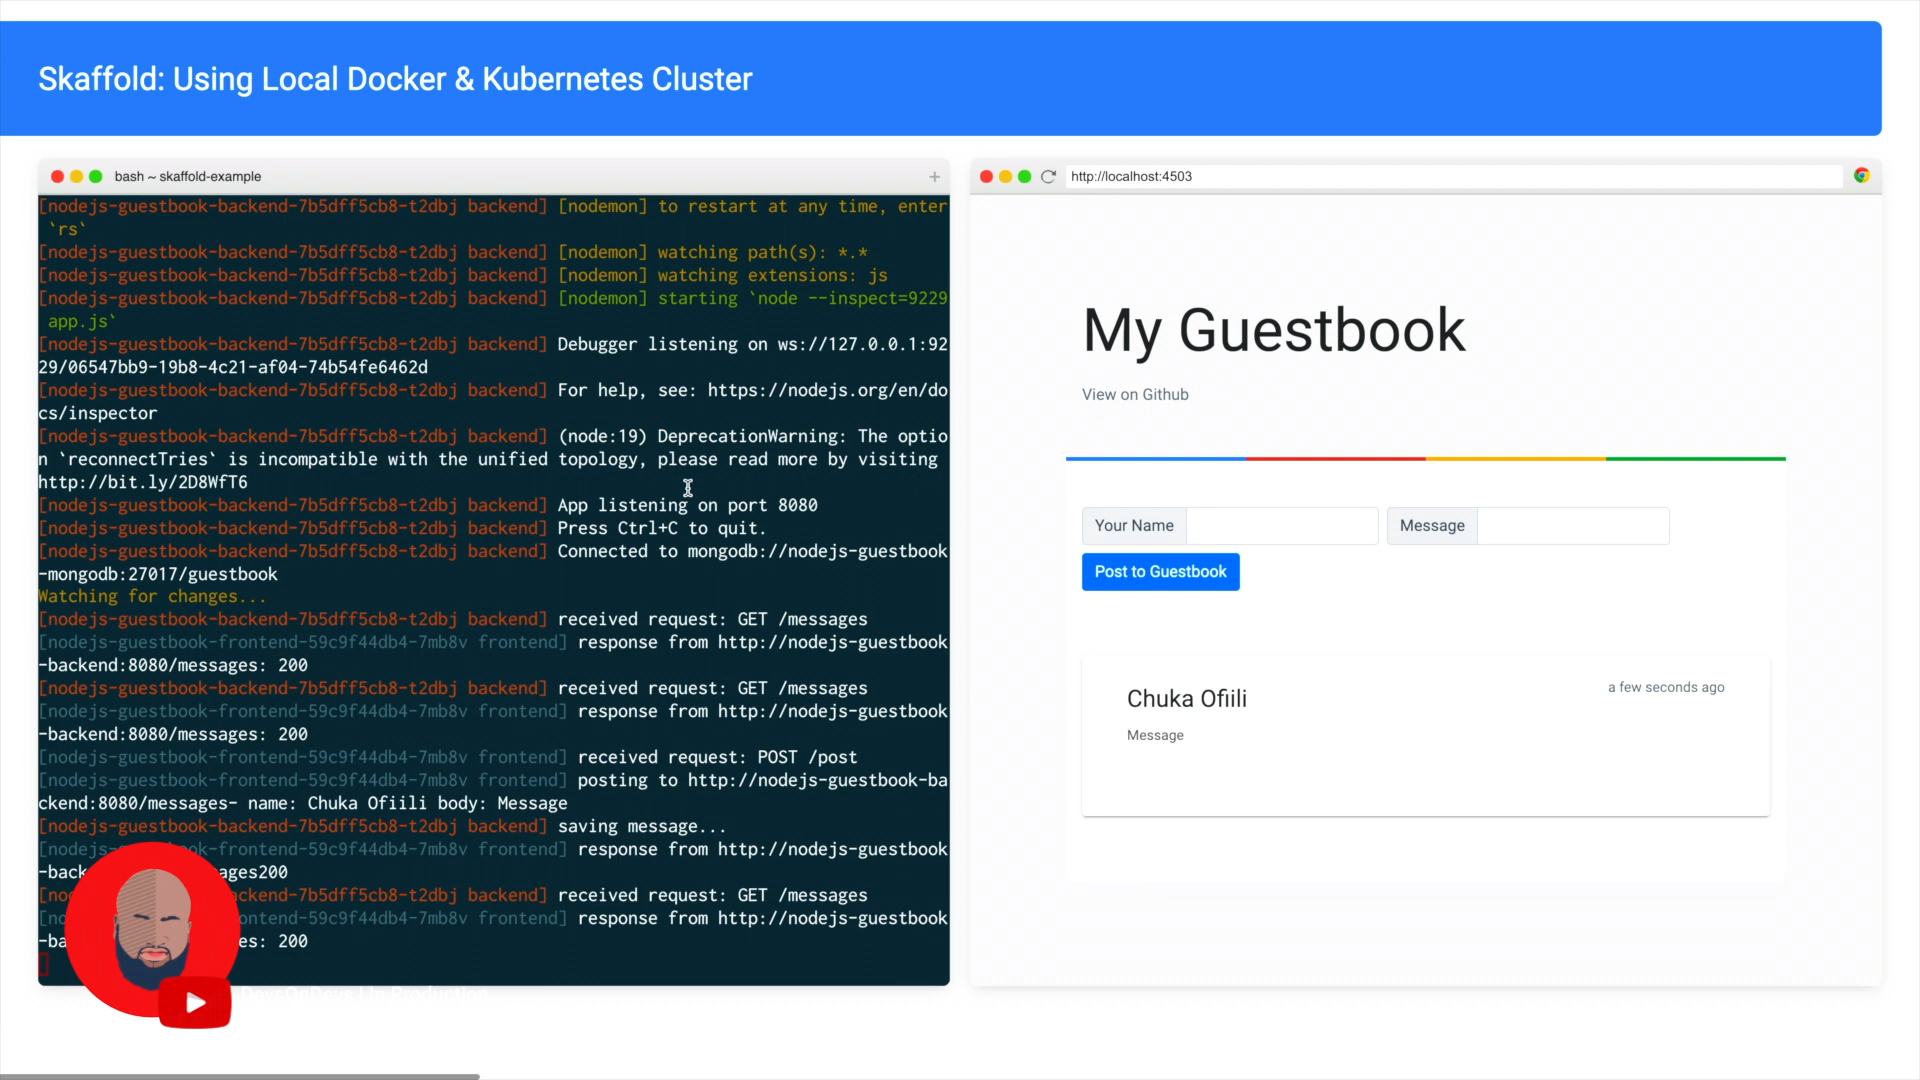 Skaffold: Using Local Docker & Kubernetes Cluster
bash ~ skaffold-example
[nodejs-guestbook-backend-7b5dff5cb8-t2dbj backend] [nodemon] to restart at any time, enter
`rs`
[nodejs-guestbook-backend-7b5dff5cb8-t2dbj backend] [nodemon] watching path(s): *.*
[nodejs-guestbook-backend-7b5dff5cb8-t2dbj backend] [nodemon] watching extensions: js
[nodejs-guestbook-backend-7b5dff5cb8-t2dbj backend] [nodemon] starting `node --inspect=9229
app.js`
[nodejs-guestbook-backend-7b5dff5cb8-t2dbj backend] Debugger listening on ws://127.0.0.1:92
29/06547bb9-19b8-4c21-af04-74b54fe6462d
[nodejs-guestbook-backend-7b5dff5cb8-t2dbj backend] For help, see: https://nodejs.org/en/do
cs/inspector
[nodejs-guestbook-backend-7b5dff5cb8-t2dbj backend] (node:19) DeprecationWarning: The optio
n `reconnectTries` is incompatible with the unified topology, please read more by visiting
http://bit.ly/2D8WfT6
[nodejs-guestbook-backend-7b5dff5cb8-t2dbj backend] App listening on port 8080
[nodejs-guestbook-backend-7b5dff5cb8-t2dbj backend] Press Ctrl+C to quit.
[nodejs-guestbook-backend-7b5dff5cb8-t2dbj backend] Connected to mongodb://nodejs-guestbook
-mongodb:27017/guestbook
Watching for changes...
[nodejs-guestbook-backend-7b5dff5cb8-t2dbj backend] received request: GET /messages
[nodejs-guestbook-frontend-59c9f44db4-7mb8v frontend] response from http://nodejs-guestbook
-backend:8080/messages: 200
[nodejs-guestbook-backend-7b5dff5cb8-t2dbj backend] received request: GET /messages
[nodejs-guestbook-frontend-59c9f44db4-7mb8v frontend] response from http://nodejs-guestbook
-backend:8080/messages: 200
[nodejs-guestbook-frontend-59c9f44db4-7mb8v frontend] received request: POST /post
[nodejs-guestbook-frontend-59c9f44db4-7mb8v frontend] posting to http://nodejs-guestbook-ba
ckend:8080/messages- name: Chuka Ofiili body: Message
[nodejs-guestbook-backend-7b5dff5cb8-t2dbj backend] saving message...
[nodejs ok-frontend-59c9f44db4-7mb8v frontend] response from http://nodejs-guestbook
-back ages200
[no ckend-7b5dff5cb8-t2dbj backend] received request: GET /messages
[no ontend-59c9f44db4-7mb8v frontend] response from http://nodejs-guestbook
-ba es: 200
http://localhost:4503
My Guestbook
View on Github
Your Name
Message
Post to Guestbook
Chuka Ofiili
a few seconds ago
Message